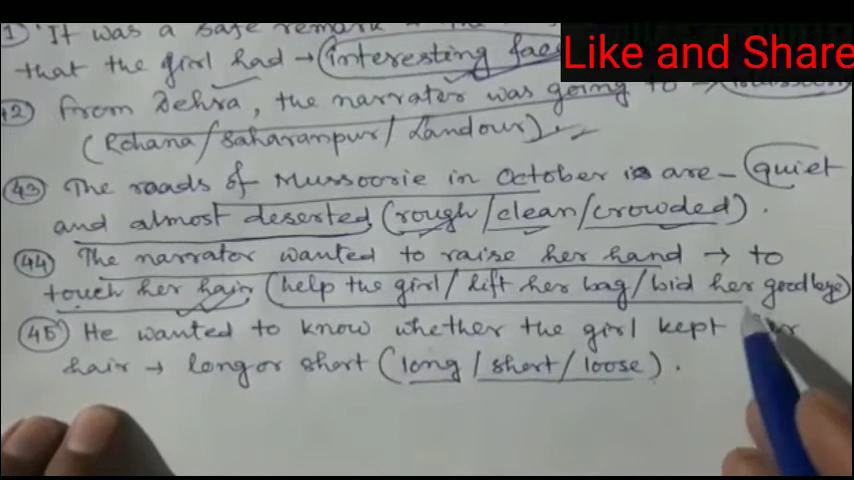 1) It was a safe remark
that the girl had → (interesting face
Like and Share
42) From Dehra, the narrator was going to →
(Rohana/Saharanpur/Landour).
43) The roads of Mussoorie in October are - quiet
and almost deserted (rough/clean/crowded).
44) The narrator wanted to raise her hand → to
touch her hair (help the girl/lift her bag/bid her goodbye)
45) He wanted to know whether the girl kept her
hair → long or short (long/short/loose).